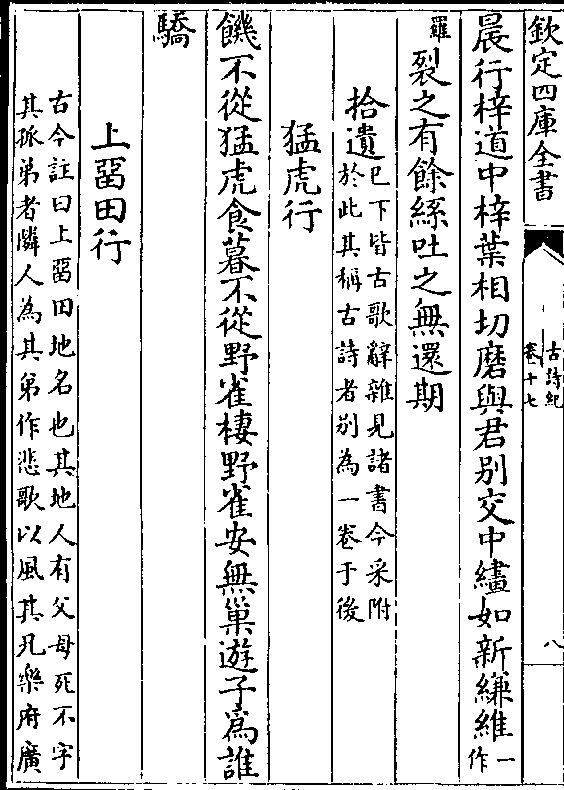 欽定四庫全書
古詩紀
卷十七
八
晨行梓道中梓葉相切磨與君别交中繣如新縑維一作
羅裂之有餘絲吐之無還期
拾遺已下皆古歌辭雜見諸書今采附
於此其稱古詩者别為一卷于後
猛虎行
饑不從猛虎食暮不從野雀棲野雀安無巢遊子為誰
驕
上畱田行
古今註曰上畱田地名也其地人有父母死不字
其孤弟者隣人為其弟作悲歌以風其兄樂府廣